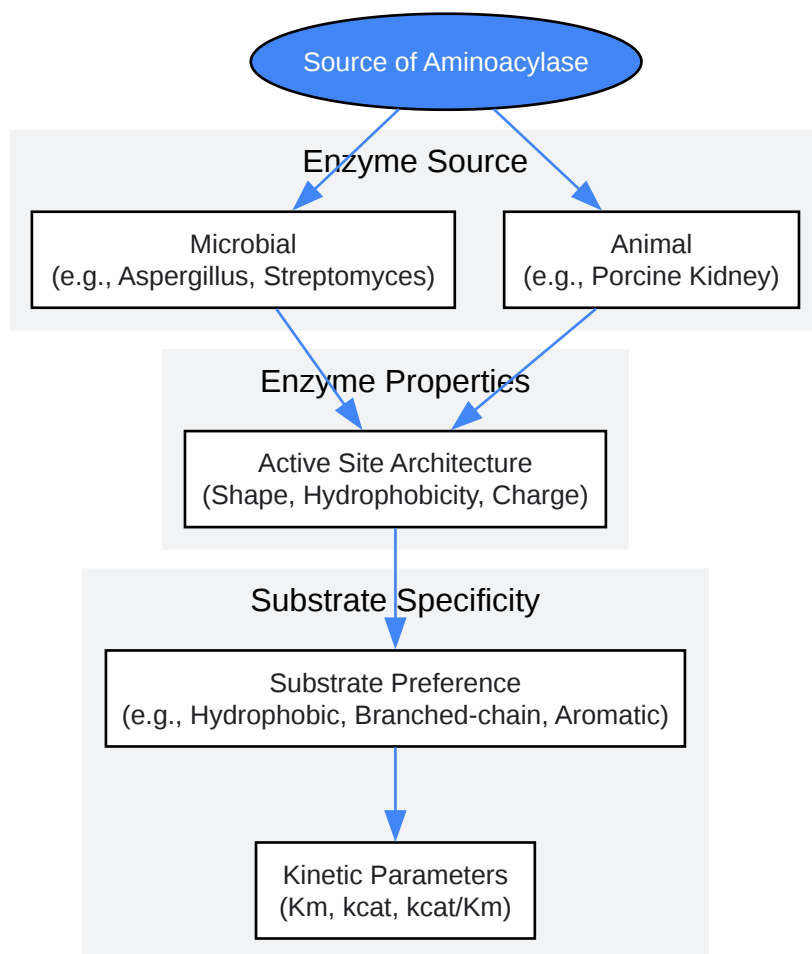 Source of Aminoacylase
Enzyme Source
Microbial
(e.g., Aspergillus, Streptomyces)
Animal
(e.g., Porcine Kidney)
Enzyme Properties
Active Site Architecture
(Shape, Hydrophobicity, Charge)
Substrate Specificity
Substrate Preference
(e.g., Hydrophobic, Branched-chain, Aromatic)
Kinetic Parameters
(Km, kcat, kcat/Km)